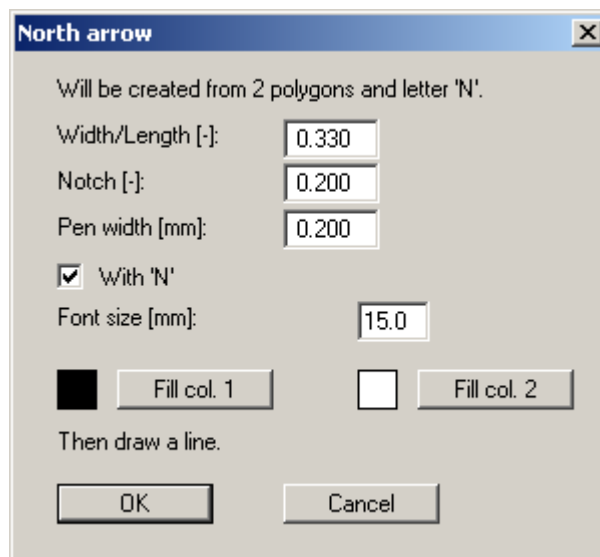 North arrow
Will be created from 2 polygons and letter 'N'.
Width/Length [-]: 0.330
Notch [-]: 0.200
Pen width [mm]: 0.200
With 'N'
Font size [mm]: 15.0
Fill col. 1 Fill col. 2
Then draw a line.
OK Cancel